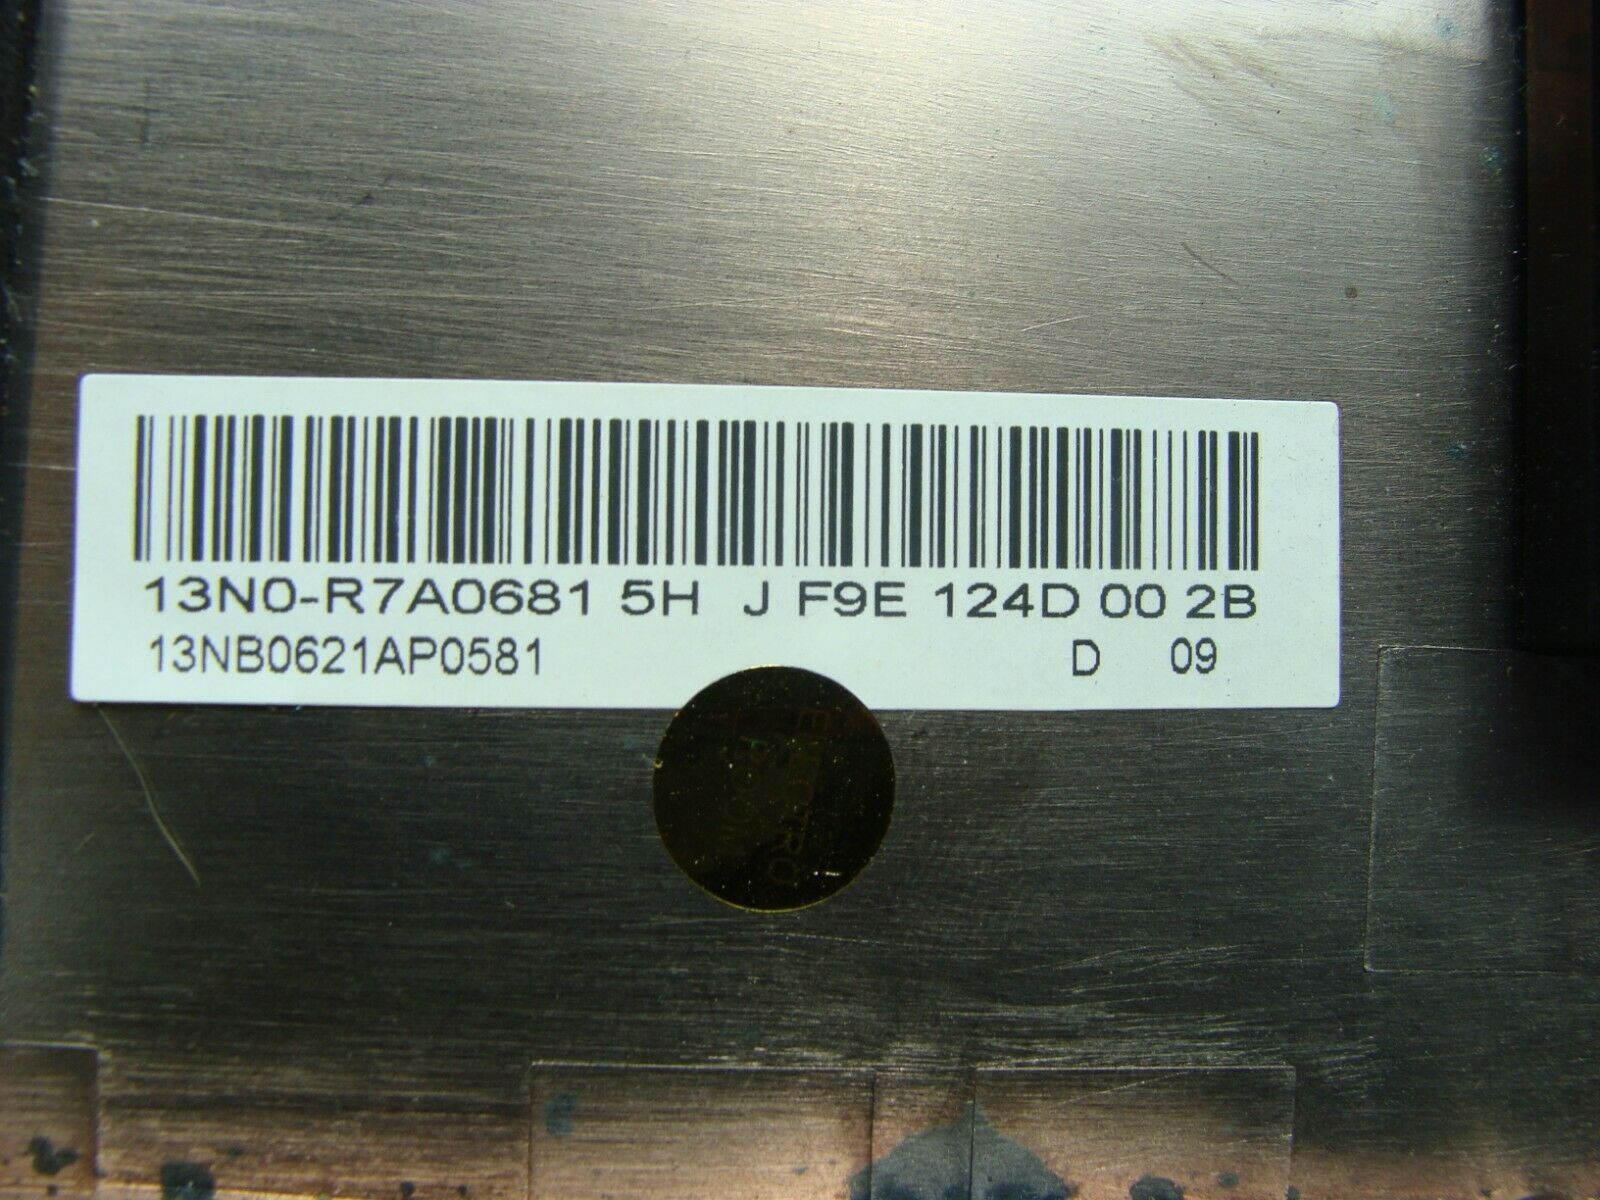 13N0-R7A0681 5H J F9E 124D 00 2B
13NB0621AP0581 D 09